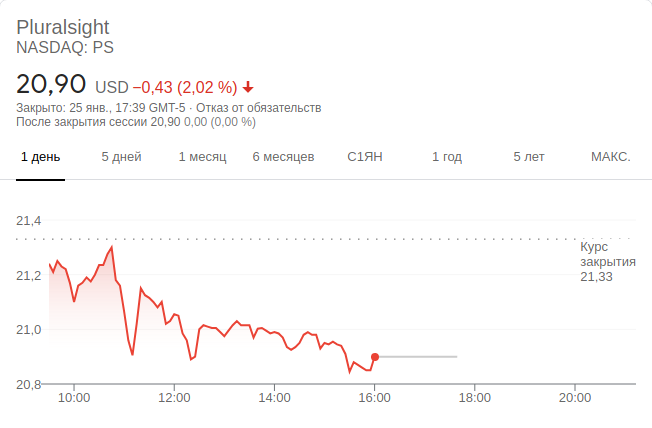 Pluralsight
NASDAQ: PS
20,90 USD −0,43 (2,02 %)
Закрыто: 25 янв., 17:39 GMT-5 · Отказ от обязательств
После закрытия сессии 20,90 0,00 (0,00 %)
1 день 5 дней 1 месяц 6 месяцев С1ЯН 1 год 5 лет МАКС.
21,4
Курс
закрытия
21,33
21,2
21,0
20,8
10:00 12:00 14:00 16:00 18:00 20:00